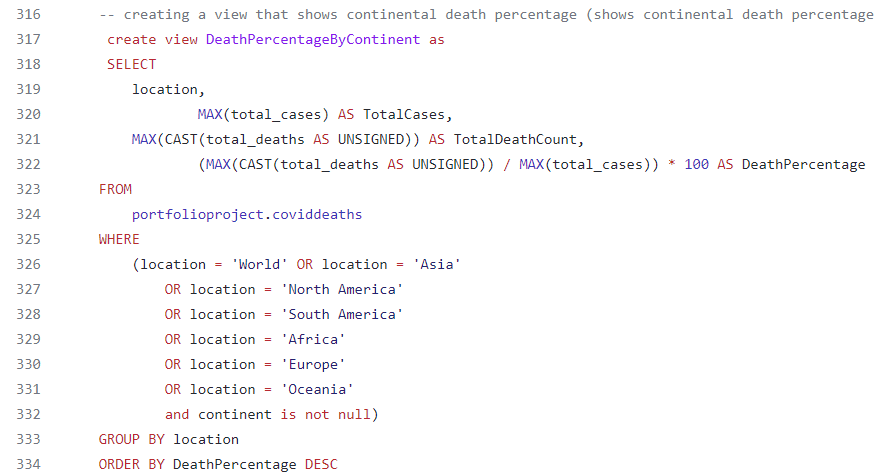 316 -- creating a view that shows continental death percentage (shows continental death percentage
317 create view DeathPercentageByContinent as
318 SELECT
319 location,
320 MAX(total_cases) AS TotalCases,
321 MAX(CAST(total_deaths AS UNSIGNED)) AS TotalDeathCount,
322 (MAX(CAST(total_deaths AS UNSIGNED)) / MAX(total_cases)) * 100 AS DeathPercentage
323 FROM
324 portfolioproject.coviddeaths
325 WHERE
326 (location = 'World' OR location = 'Asia'
327 OR location = 'North America'
328 OR location = 'South America'
329 OR location = 'Africa'
330 OR location = 'Europe'
331 OR location = 'Oceania'
332 and continent is not null)
333 GROUP BY location
334 ORDER BY DeathPercentage DESC